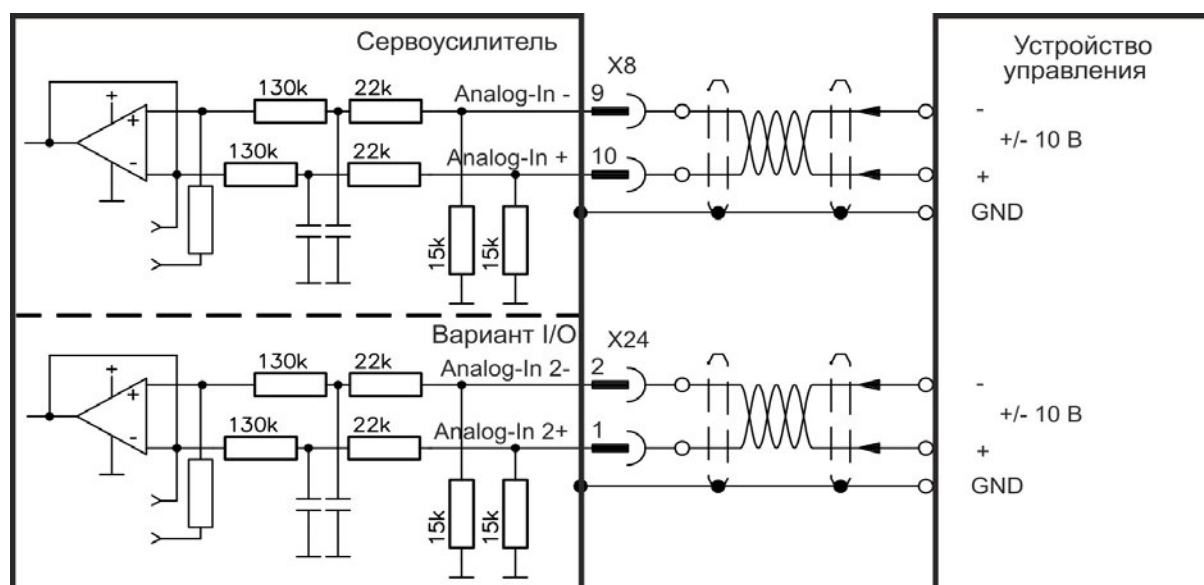 Сервоусилитель
X8
Устройство
управления
130k
22k
Analog-In -
9
-
+
+
-
130k
22k
Analog-In +
10
+/- 10 В
+
GND
15k
15k
Вариант I/O
X24
130k
22k
Analog-In 2-
2
-
+
+
-
130k
22k
Analog-In 2+
1
+/- 10 В
+
GND
15k
15k